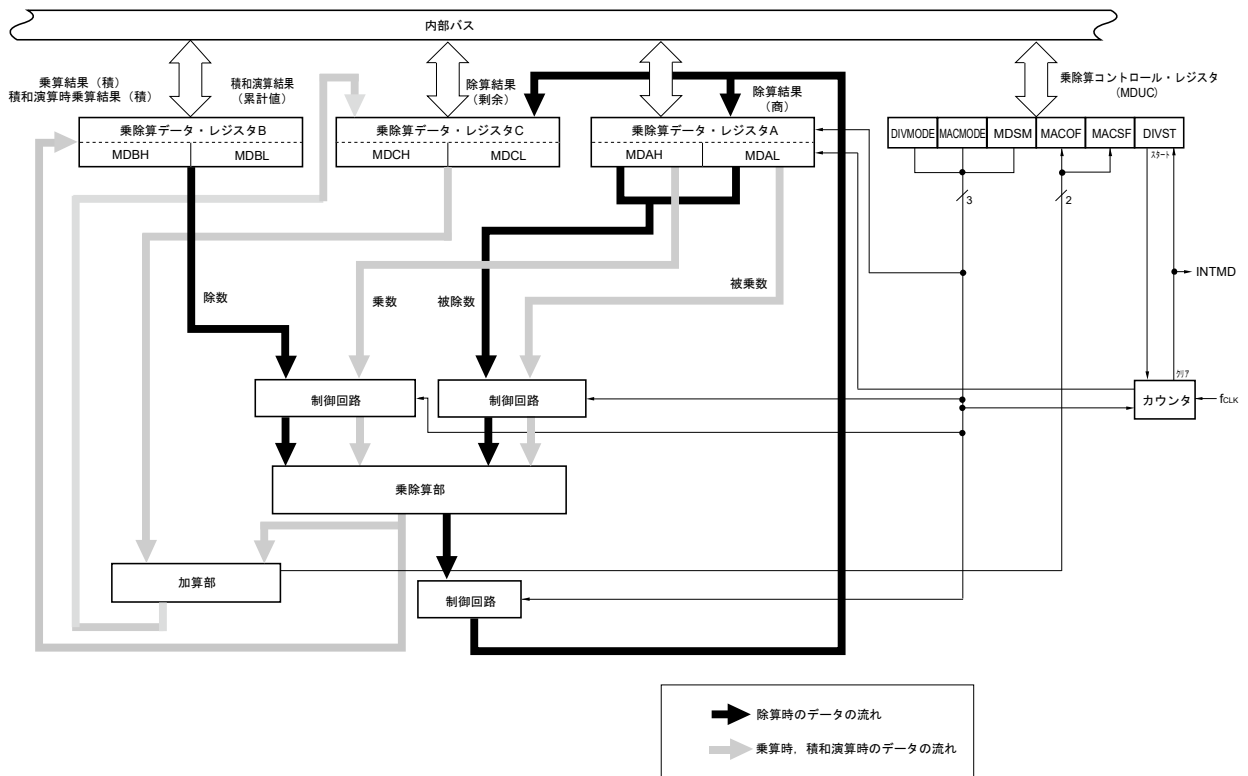 内部バス
乗算結果（積）
積和演算時乗算結果（積）
積和演算結果
（累計値）
除算結果
（剰余）
除算結果
（商）
乗除算コントロール・レジスタ
(MDUC)
乗除算データ・レジスタB
MDBH
MDBL
乗除算データ・レジスタC
MDCH
MDCL
乗除算データ・レジスタA
MDAH
MDAL
DIVMODE
MACMODE
MDSM
MACOF
MACSF
DIVST
スタート
3
2
INTMD
除数
乗数
被除数
被乗数
クリア
カウンタ
fCLK
制御回路
制御回路
乗除算部
加算部
制御回路
除算時のデータの流れ
乗算時，積和演算時のデータの流れ